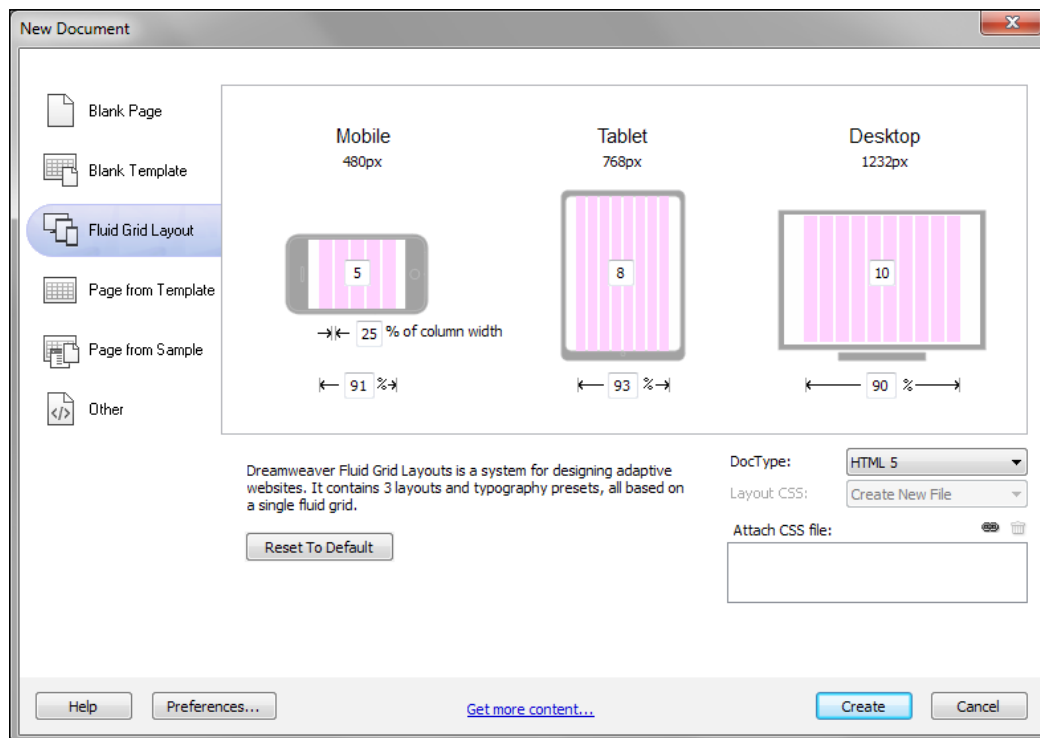 New Document
Blank Page
Blank Template
Fluid Grid Layout
Page from Template
Page from Sample
Other
Mobile
480px
Tablet
768px
Desktop
1232px
5
8
10
25 % of column width
91 %
93 %
90 %
Dreamweaver Fluid Grid Layouts is a system for designing adaptive
websites. It contains 3 layouts and typography presets, all based on
a single fluid grid.
Reset To Default
DocType: HTML 5
Layout CSS: Create New File
Attach CSS file:
Help
Preferences...
Get more content...
Create
Cancel